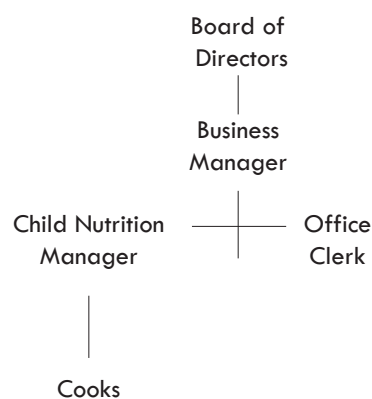 Board of
Directors
Business
Manager
Child Nutrition
Manager
Office
Clerk
Cooks